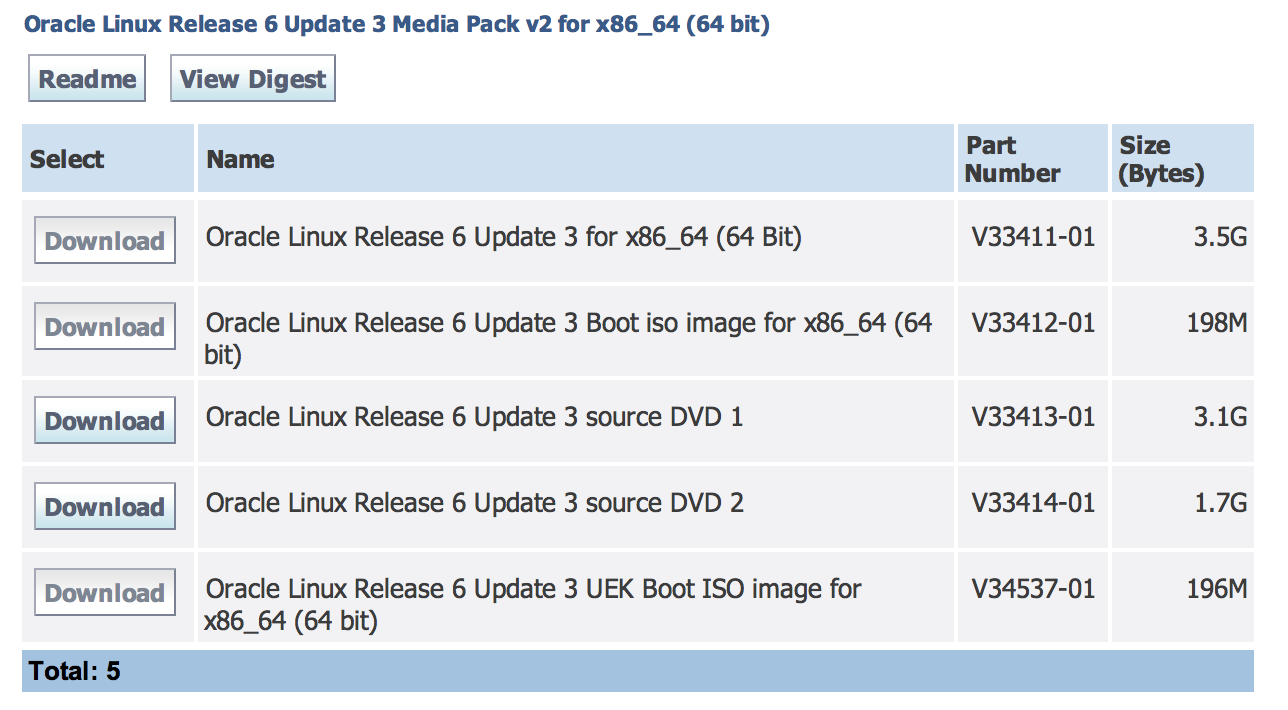 Oracle Linux Release 6 Update 3 Media Pack v2 for x86_64 (64 bit)
Readme View Digest
Select Name Part Number Size (Bytes)
Download Oracle Linux Release 6 Update 3 for x86_64 (64 Bit) V33411-01 3.5G
Download Oracle Linux Release 6 Update 3 Boot iso image for x86_64 (64 V33412-01 198M
bit)
Download Oracle Linux Release 6 Update 3 source DVD 1 V33413-01 3.1G
Download Oracle Linux Release 6 Update 3 source DVD 2 V33414-01 1.7G
Download Oracle Linux Release 6 Update 3 UEK Boot ISO image for V34537-01 196M
x86_64 (64 bit)
Total: 5